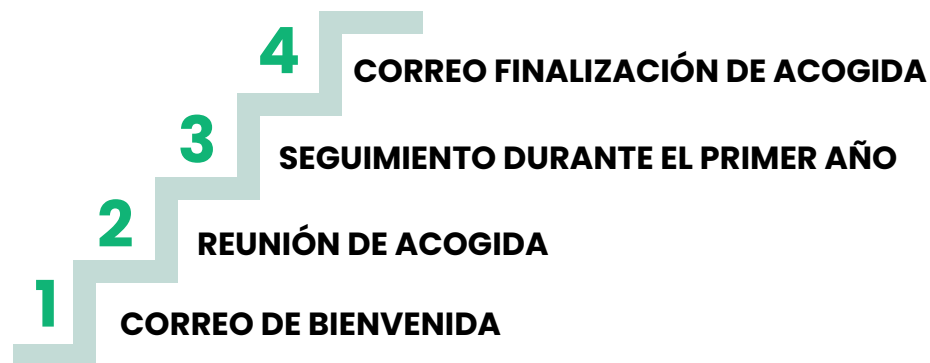 4
CORREO FINALIZACIÓN DE ACOGIDA
3
SEGUIMIENTO DURANTE EL PRIMER AÑO
2
REUNIÓN DE ACOGIDA
1
CORREO DE BIENVENIDA